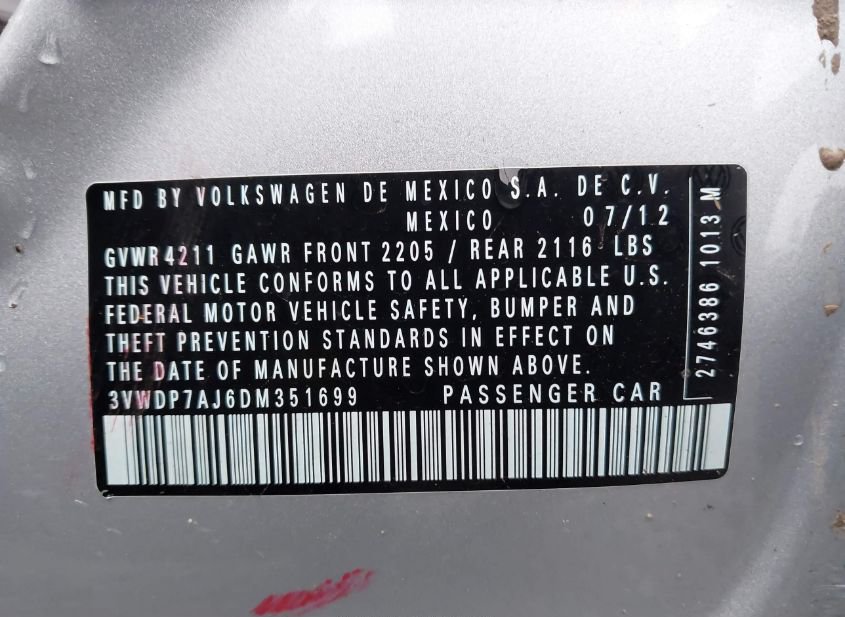 MFD BY VOLKSWAGEN DE MEXICO S.A. DE C.V.
MEXICO 07/12
GVWR 4211 GAWR FRONT 2205 / REAR 2116 LBS
THIS VEHICLE CONFORMS TO ALL APPLICABLE U.S.
FEDERAL MOTOR VEHICLE SAFETY, BUMPER AND
THEFT PREVENTION STANDARDS IN EFFECT ON
THE DATE OF MANUFACTURE SHOWN ABOVE.
3VWDP7AJ6DM351699 PASSENGER CAR
2746386 1013 M